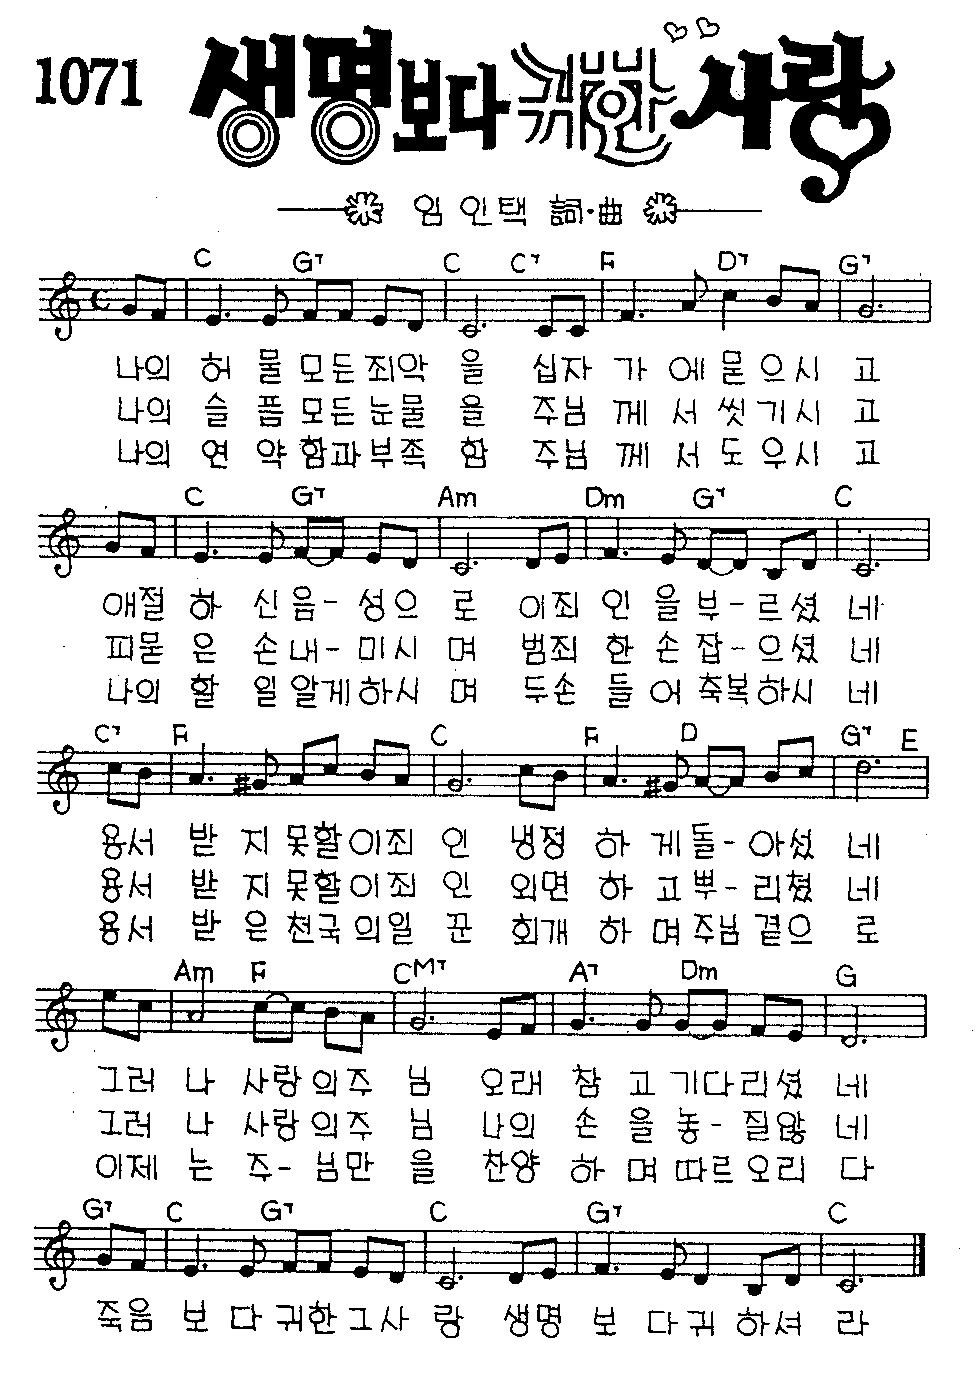 1071 생명보다 귀한 사랑
임인택 詞·曲
C G7 C C7 F D7 G7
나의 허 물 모든죄악 을 십자 가 에 묻 으시 고
나의 슬 픔 모든눈물 을 주님 께 서 씻 기시 고
나의 연 약 함과부족 함 주님 께 서 도 우시 고
C G7 Am Dm G7 C
애절 하 신 음- 성으 로 이죄 인 을 부- 르셨 네
피묻 은 손 내- 미시 며 범죄 한 손 잡- 으셨 네
나의 할 일 알게하시 며 두손 들 어 축복하시 네
C7 F C F D G7 E
용서 받 지 못할이죄 인 냉정 하 게 돌- 아섰 네
용서 받 지 못할이죄 인 외면 하 고 뿌- 리쳤 네
용서 받 은 천국의일 꾼 회개 하 며 주님곁으 로
Am F CM7 A7 Dm G
그러 나 사랑의주 님 오래 참 고 기다리셨 네
그러 나 사랑의주 님 나의 손 을 놓- 질않 네
이제 는 주- 님만 을 찬양 하 며 따르오리 다
G7 C G7 C G7 C
죽음 보 다 귀한그사 랑 생명 보 다 귀 하셔 라